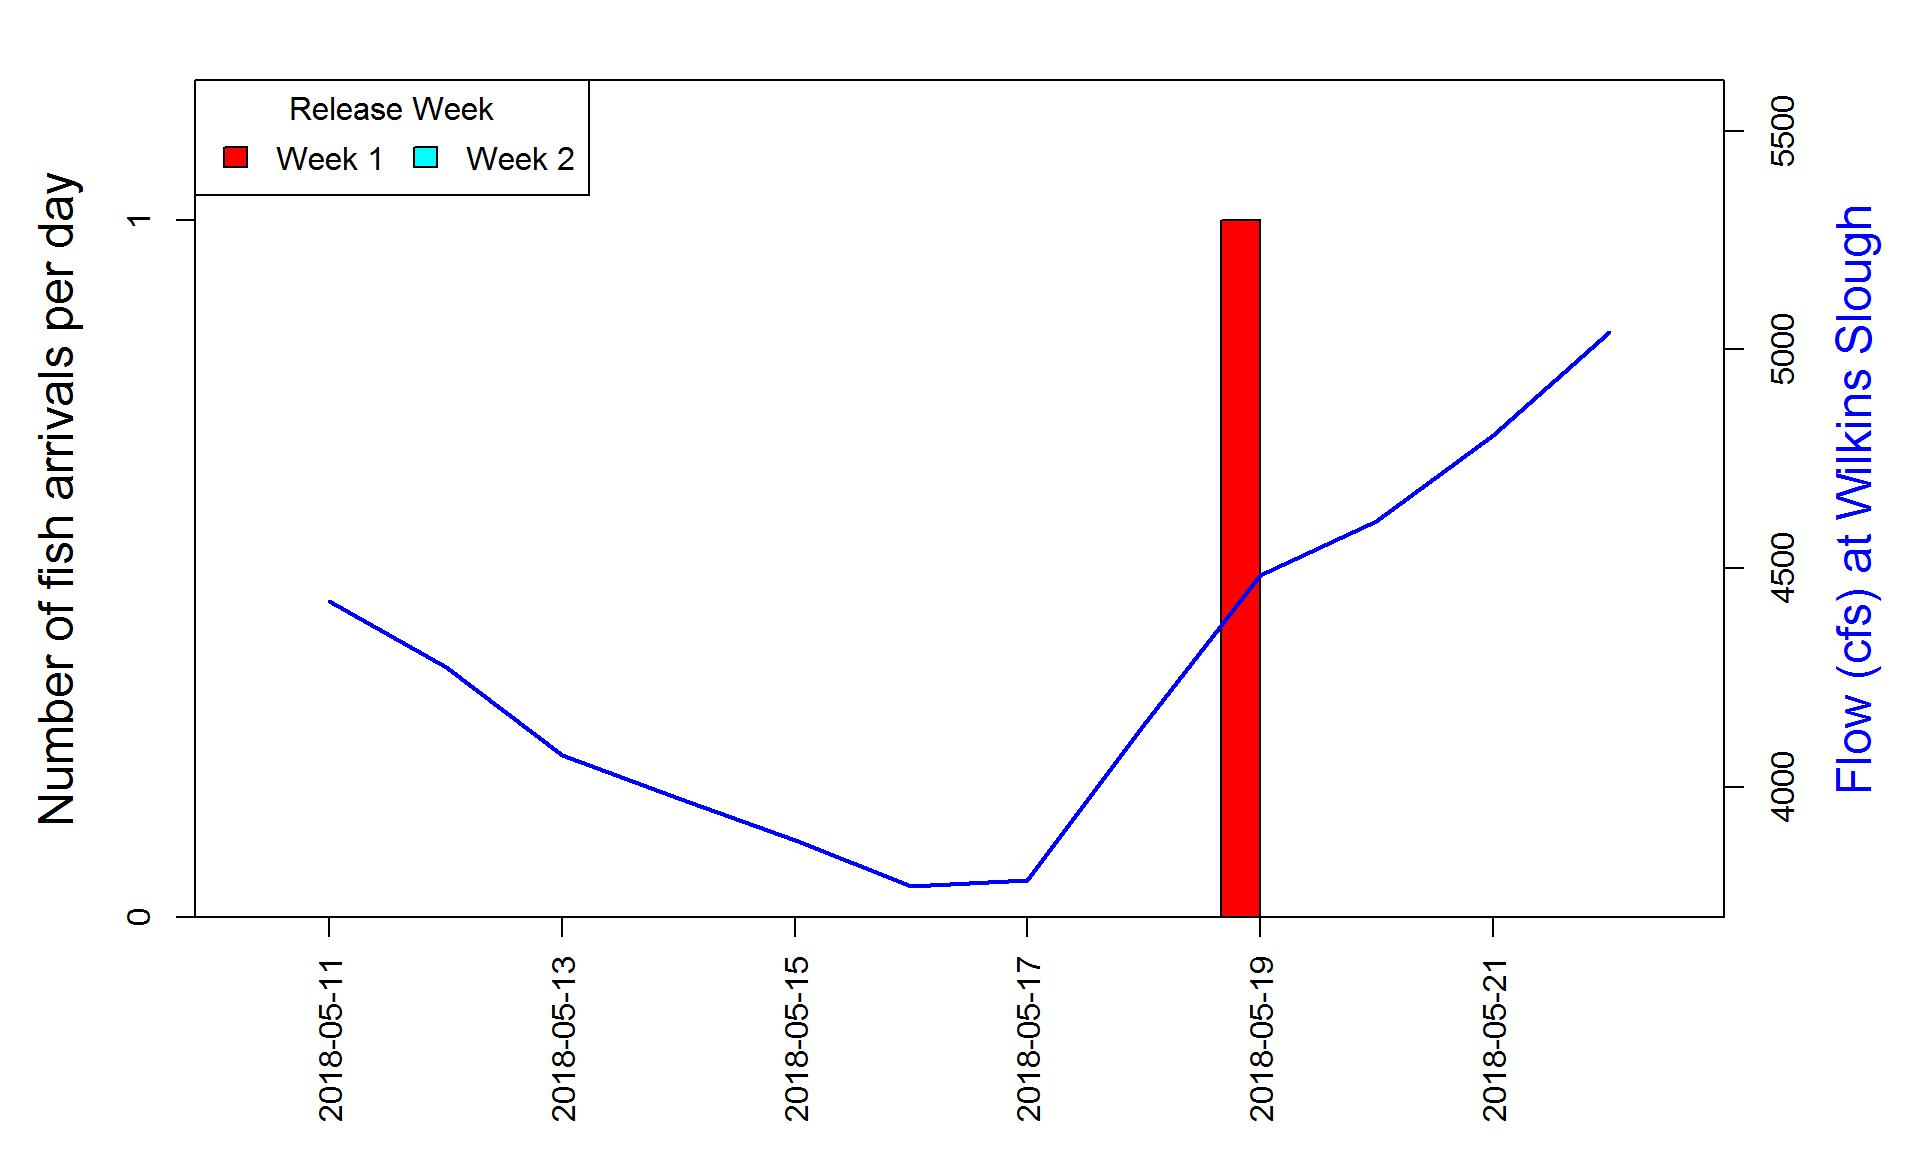 Release Week
Week 1
Week 2
Number of fish arrivals per day
1
0
5500
5000
4500
4000
Flow (cfs) at Wilkins Slough
2018-05-11
2018-05-13
2018-05-15
2018-05-17
2018-05-19
2018-05-21